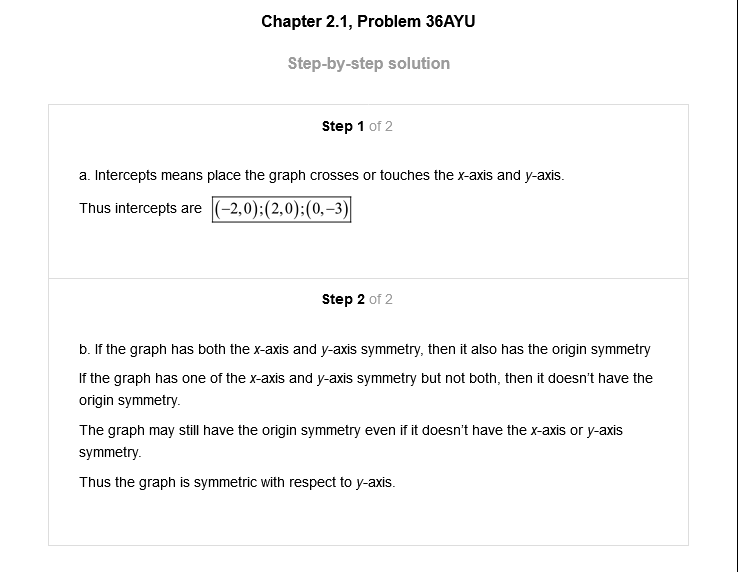 Chapter 2.1, Problem 36AYU
Step-by-step solution
Step 1 of 2
a. Intercepts means place the graph crosses or touches the x-axis and y-axis.
Thus intercepts are (−2,0);(2,0);(0,−3)
Step 2 of 2
b. If the graph has both the x-axis and y-axis symmetry, then it also has the origin symmetry
If the graph has one of the x-axis and y-axis symmetry but not both, then it doesn't have the
origin symmetry.
The graph may still have the origin symmetry even if it doesn't have the x-axis or y-axis
symmetry.
Thus the graph is symmetric with respect to y-axis.